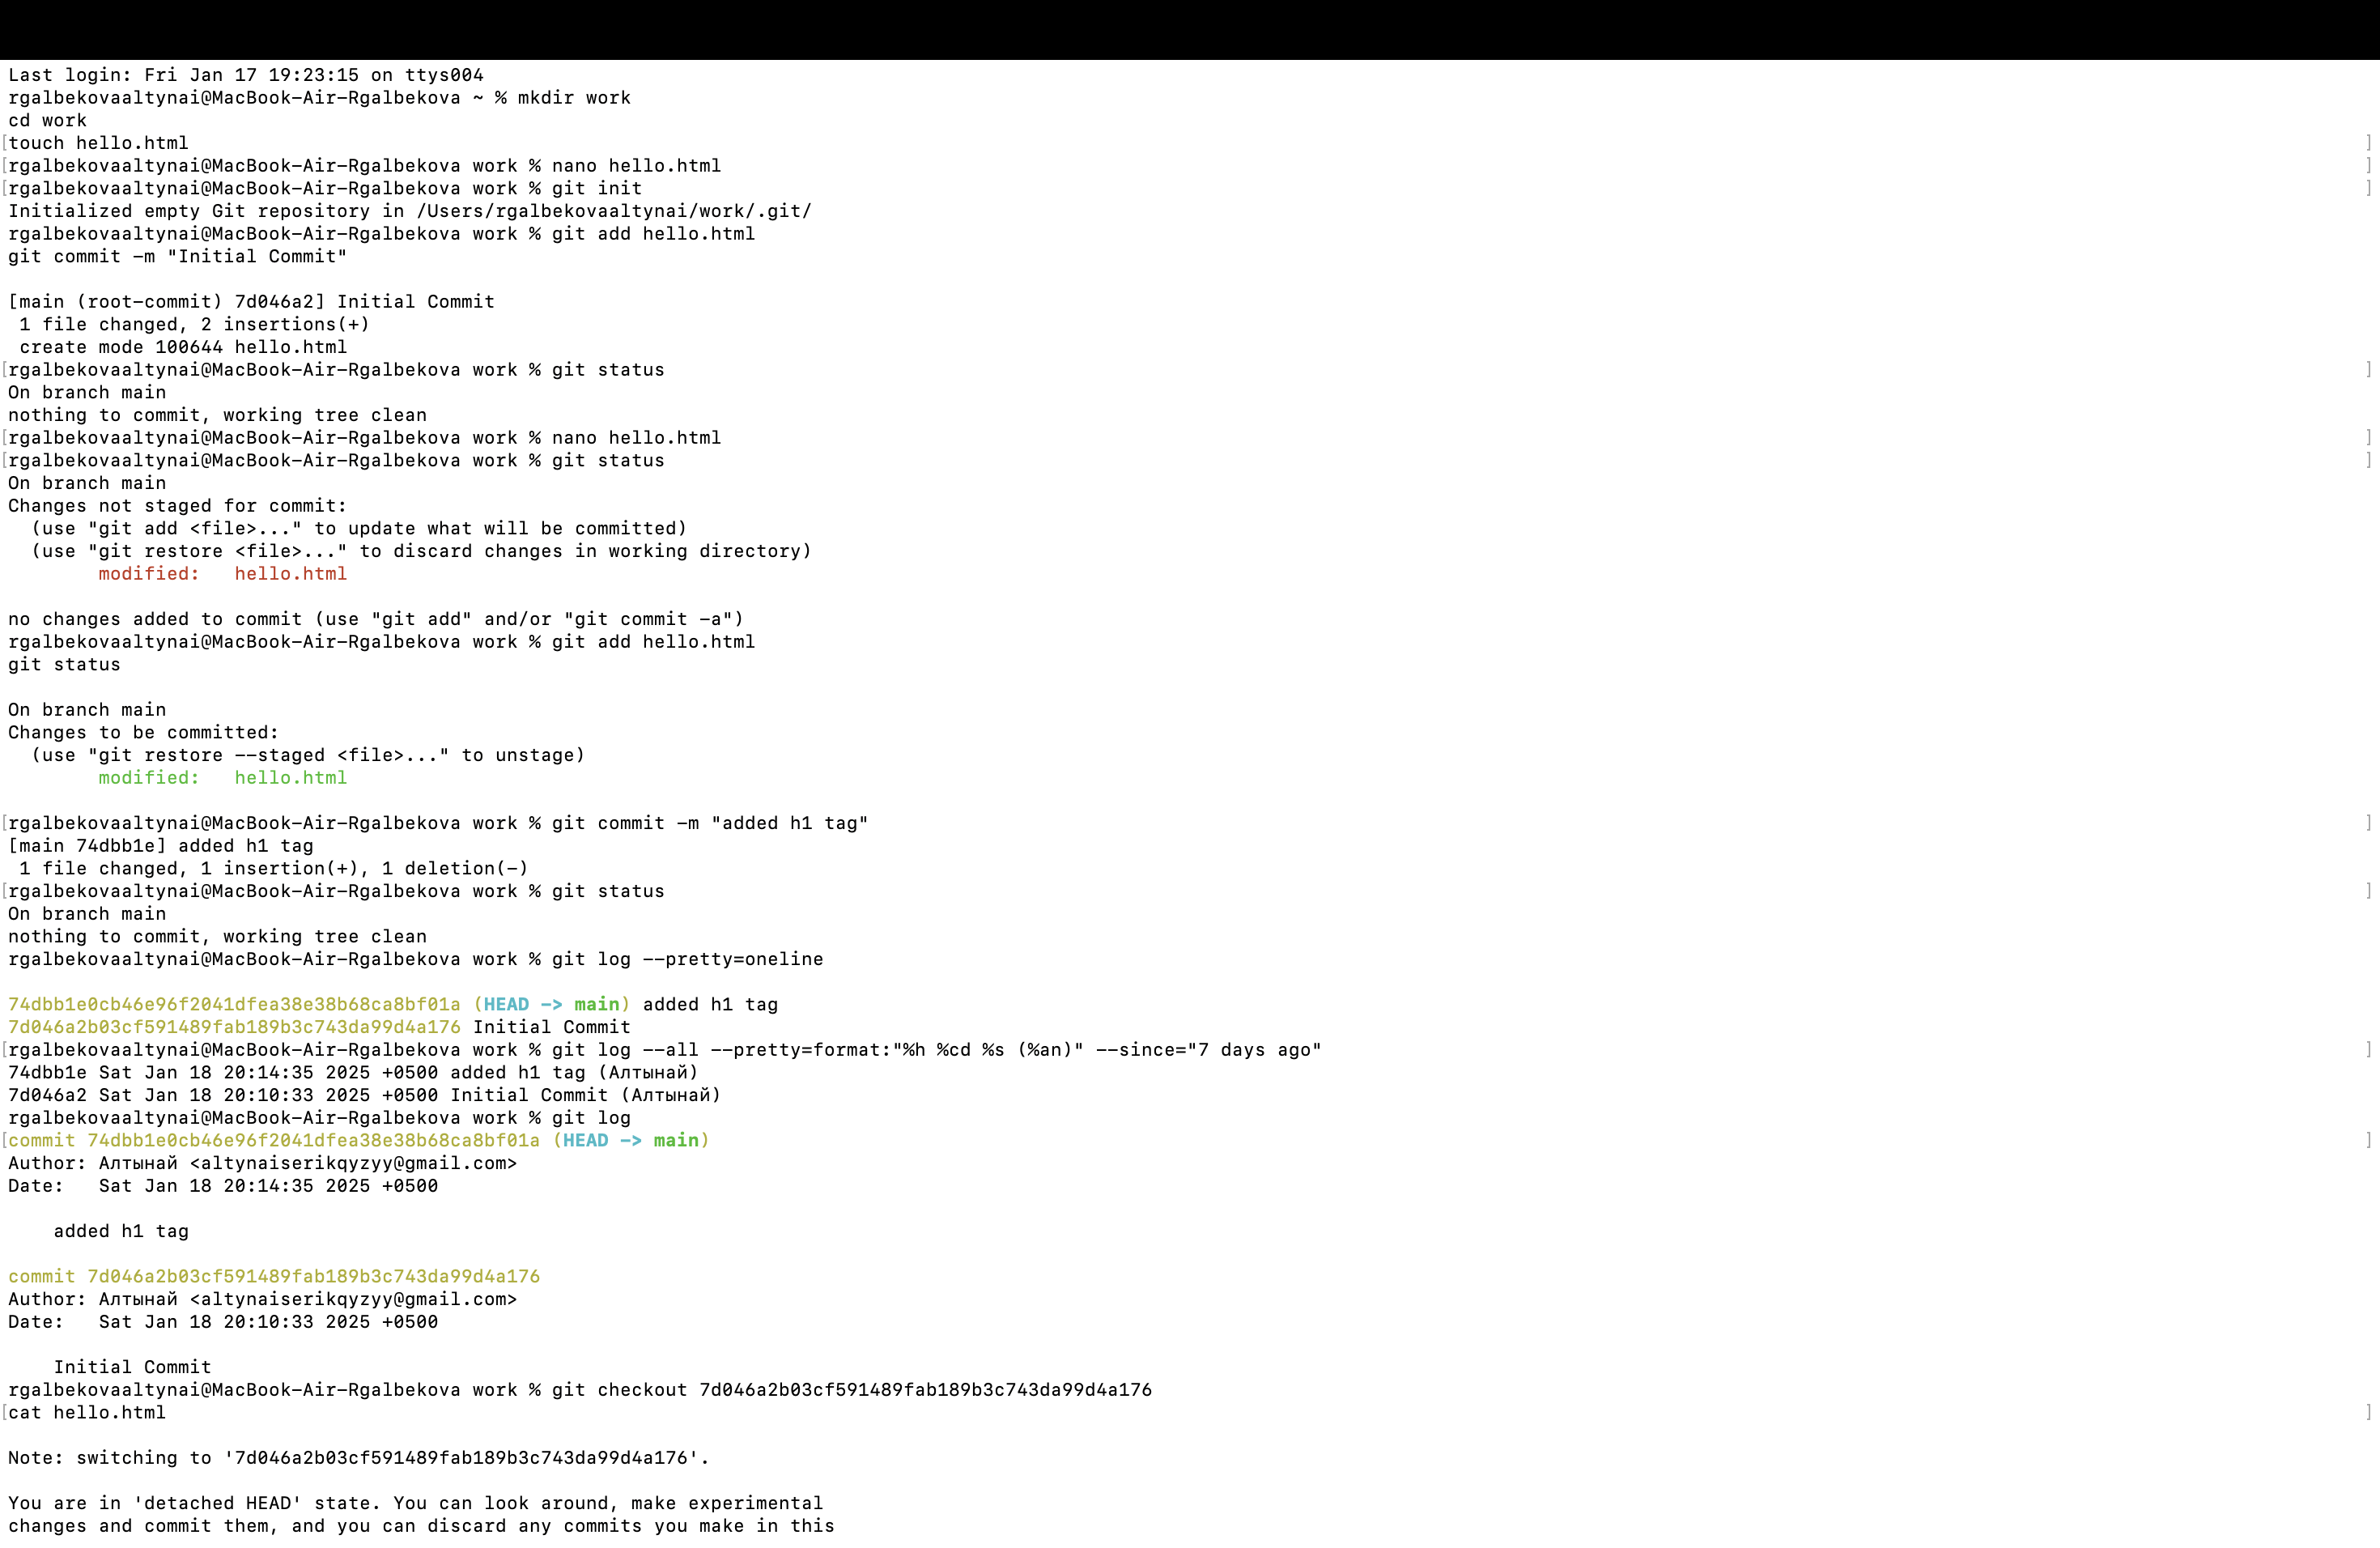 Last login: Fri Jan 17 19:23:15 on ttys004
rgalbekovaaltynai@MacBook-Air-Rgalbekova ~ % mkdir work
cd work
[touch hello.html ]
[rgalbekovaaltynai@MacBook-Air-Rgalbekova work % nano hello.html ]
[rgalbekovaaltynai@MacBook-Air-Rgalbekova work % git init ]
Initialized empty Git repository in /Users/rgalbekovaaltynai/work/.git/
rgalbekovaaltynai@MacBook-Air-Rgalbekova work % git add hello.html
git commit -m "Initial Commit"

[main (root-commit) 7d046a2] Initial Commit
 1 file changed, 2 insertions(+)
 create mode 100644 hello.html
[rgalbekovaaltynai@MacBook-Air-Rgalbekova work % git status ]
On branch main
nothing to commit, working tree clean
[rgalbekovaaltynai@MacBook-Air-Rgalbekova work % nano hello.html ]
[rgalbekovaaltynai@MacBook-Air-Rgalbekova work % git status ]
On branch main
Changes not staged for commit:
  (use "git add <file>..." to update what will be committed)
  (use "git restore <file>..." to discard changes in working directory)
        modified:   hello.html

no changes added to commit (use "git add" and/or "git commit -a")
rgalbekovaaltynai@MacBook-Air-Rgalbekova work % git add hello.html
git status

On branch main
Changes to be committed:
  (use "git restore --staged <file>..." to unstage)
        modified:   hello.html

[rgalbekovaaltynai@MacBook-Air-Rgalbekova work % git commit -m "added h1 tag" ]
[main 74dbb1e] added h1 tag
 1 file changed, 1 insertion(+), 1 deletion(-)
[rgalbekovaaltynai@MacBook-Air-Rgalbekova work % git status ]
On branch main
nothing to commit, working tree clean
rgalbekovaaltynai@MacBook-Air-Rgalbekova work % git log --pretty=oneline

74dbb1e0cb46e96f2041dfea38e38b68ca8bf01a (HEAD -> main) added h1 tag
7d046a2b03cf591489fab189b3c743da99d4a176 Initial Commit
[rgalbekovaaltynai@MacBook-Air-Rgalbekova work % git log --all --pretty=format:"%h %cd %s (%an)" --since="7 days ago" ]
74dbb1e Sat Jan 18 20:14:35 2025 +0500 added h1 tag (Алтынай)
7d046a2 Sat Jan 18 20:10:33 2025 +0500 Initial Commit (Алтынай)
rgalbekovaaltynai@MacBook-Air-Rgalbekova work % git log
[commit 74dbb1e0cb46e96f2041dfea38e38b68ca8bf01a (HEAD -> main) ]
Author: Алтынай <altynaiserikqyzyy@gmail.com>
Date:   Sat Jan 18 20:14:35 2025 +0500

    added h1 tag

commit 7d046a2b03cf591489fab189b3c743da99d4a176
Author: Алтынай <altynaiserikqyzyy@gmail.com>
Date:   Sat Jan 18 20:10:33 2025 +0500

    Initial Commit
rgalbekovaaltynai@MacBook-Air-Rgalbekova work % git checkout 7d046a2b03cf591489fab189b3c743da99d4a176
[cat hello.html ]

Note: switching to '7d046a2b03cf591489fab189b3c743da99d4a176'.

You are in 'detached HEAD' state. You can look around, make experimental
changes and commit them, and you can discard any commits you make in this